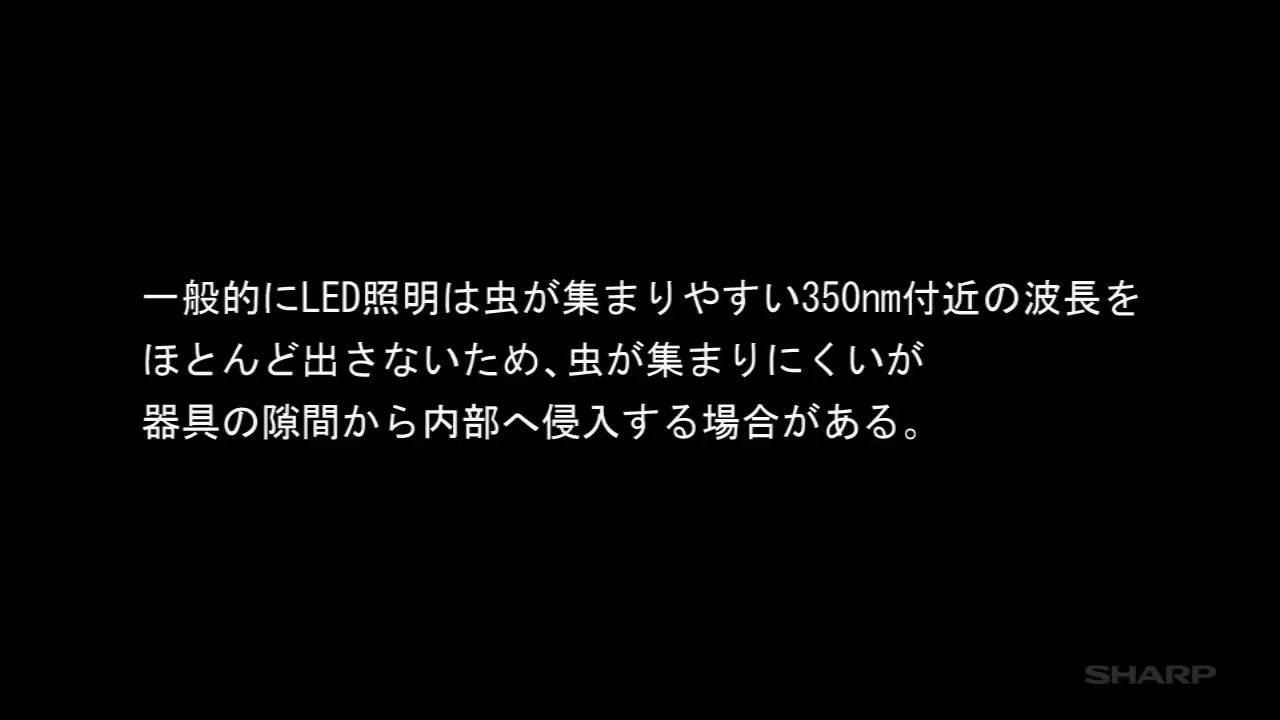 一般的にLED照明は虫が集まりやすい350nm付近の波長を
ほとんど出さないため、虫が集まりにくいが
器具の隙間から内部へ侵入する場合がある。
SHARP